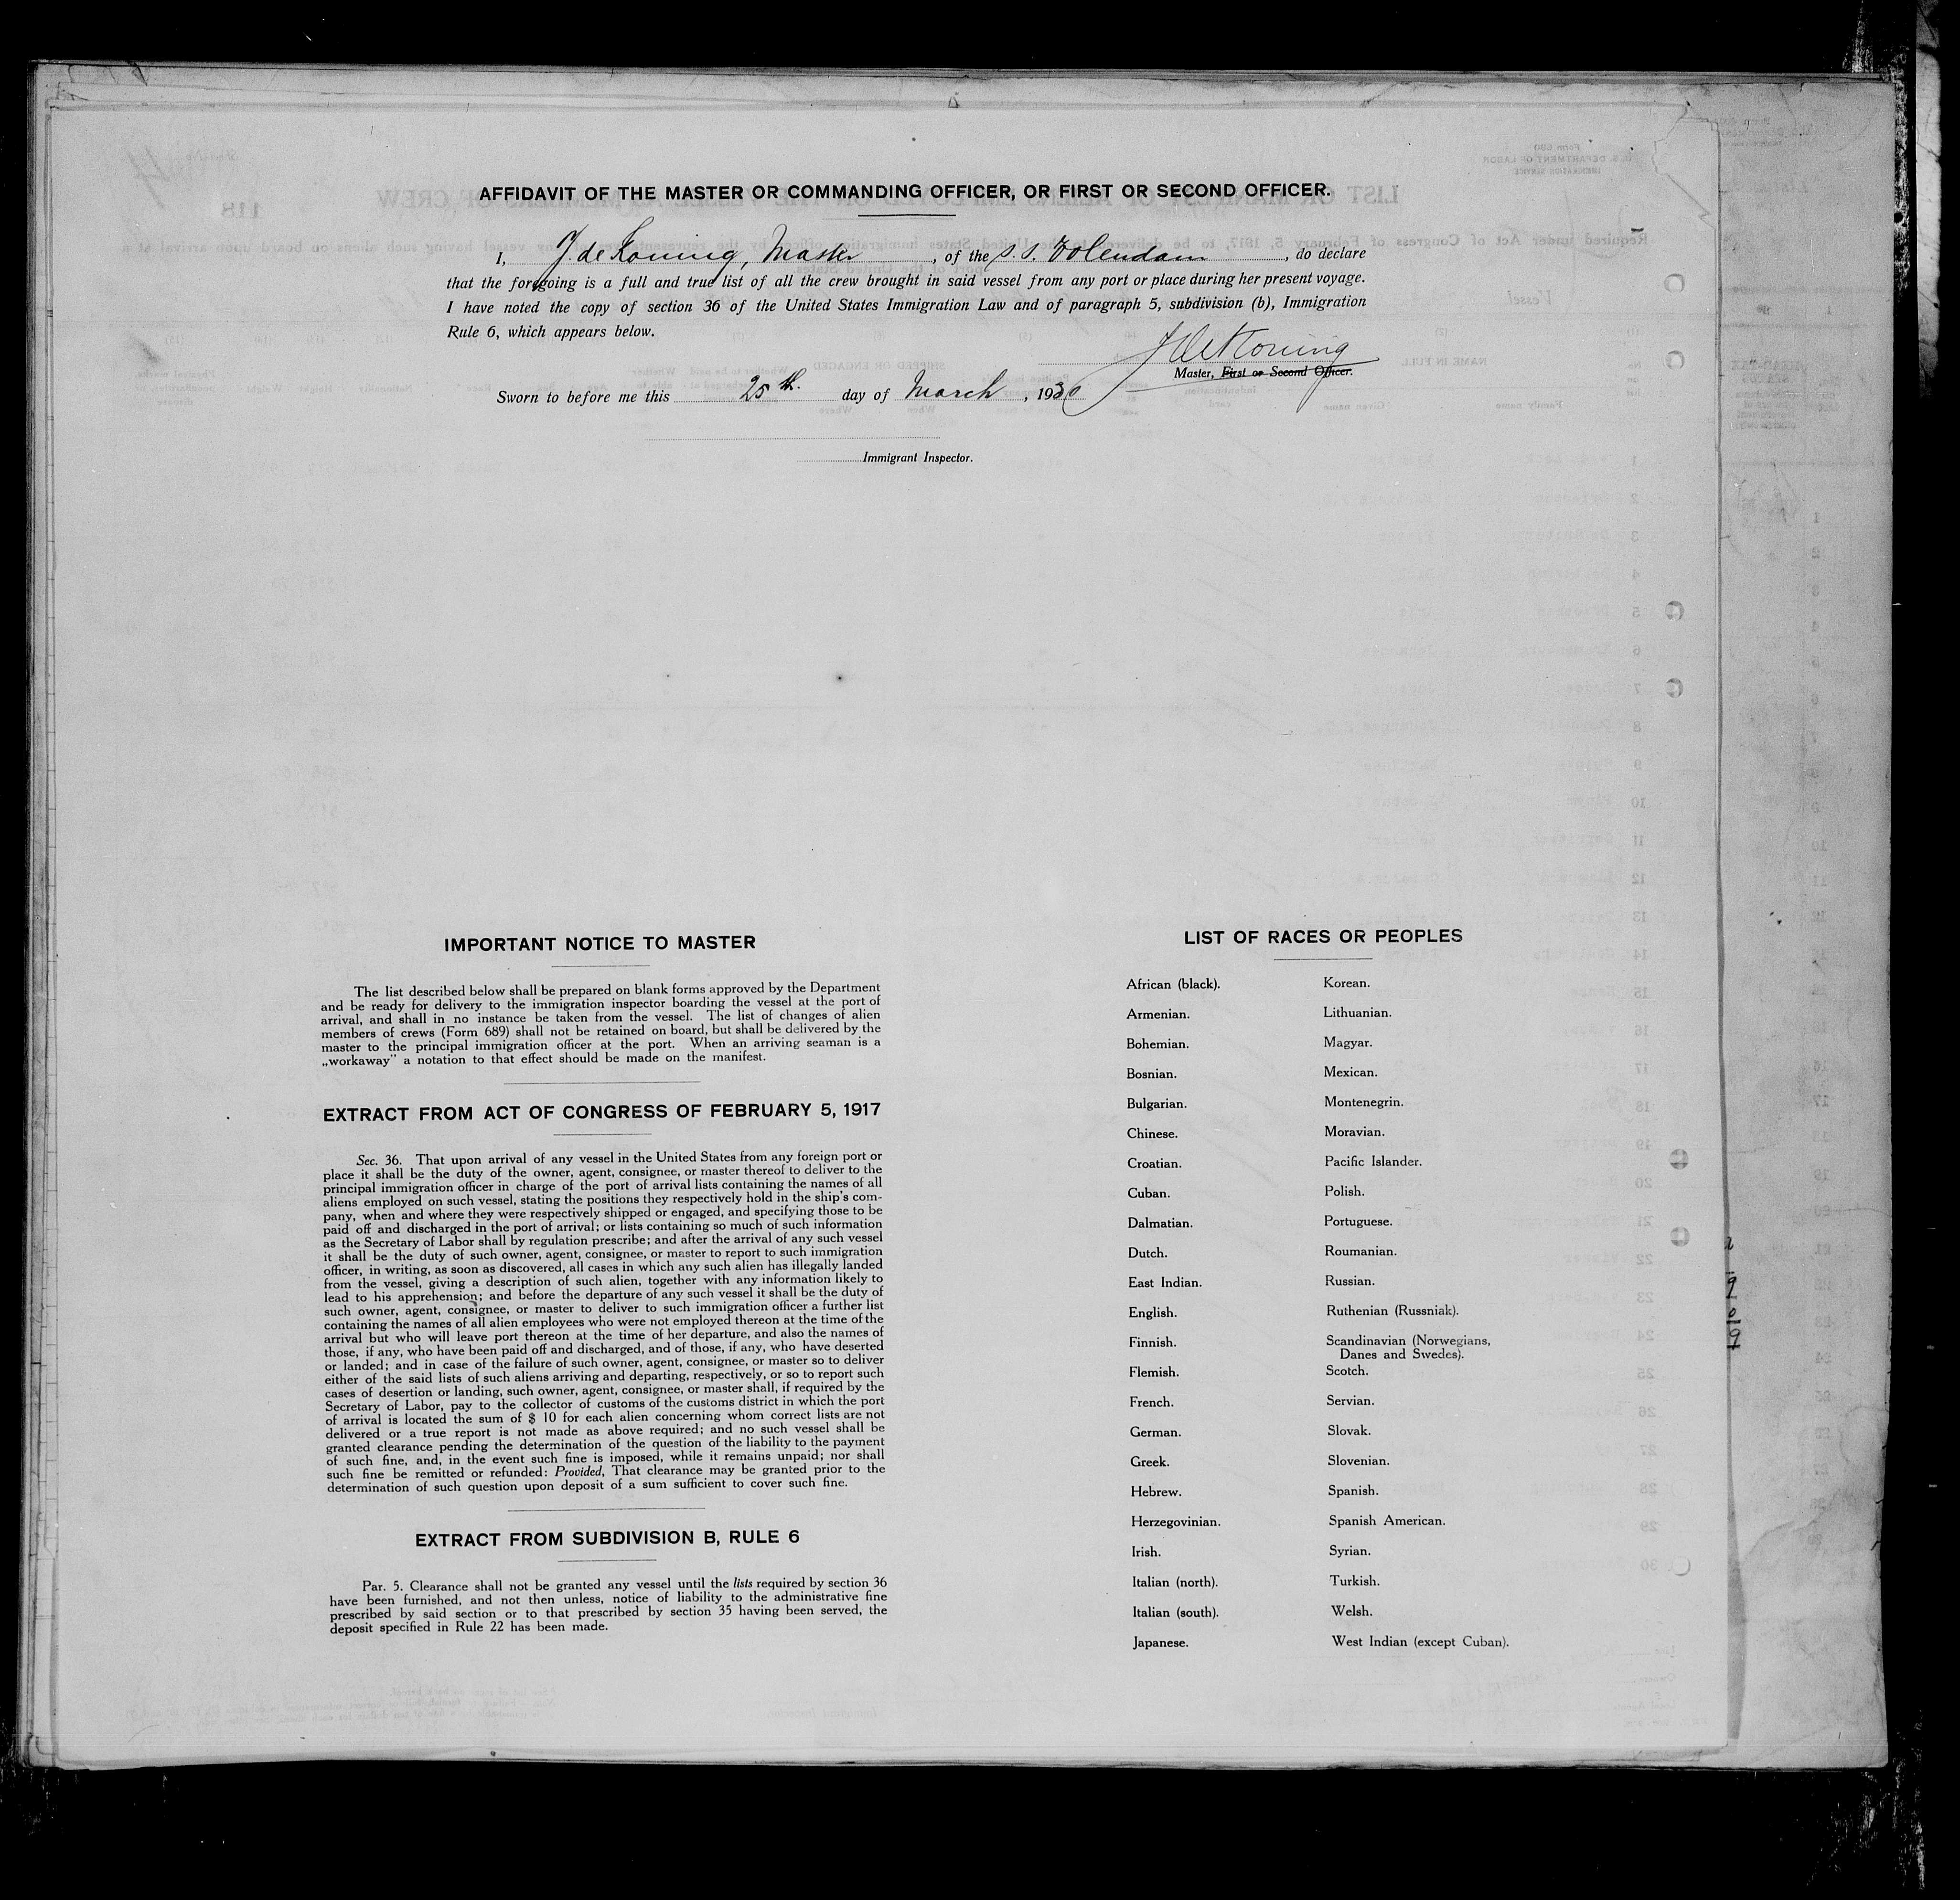 AFFIDAVIT OF THE MASTER OR COMMANDING OFFICER, OR FIRST OR SECOND OFFICER.
I, J. de Koning, Master, of the S. S. Volendam, do declare
that the foregoing is a full and true list of all the crew brought in said vessel from any port or place during her present voyage.
I have noted the copy of section 36 of the United States Immigration Law and of paragraph 5, subdivision (b), Immigration
Rule 6, which appears below.
J de Koning
Master, First or Second Officer.
Sworn to before me this 25th. day of March, 1930
Immigrant Inspector.
IMPORTANT NOTICE TO MASTER
The list described below shall be prepared on blank forms approved by the Department
and be ready for delivery to the immigration inspector boarding the vessel at the port of
arrival, and shall in no instance be taken from the vessel. The list of changes of alien
members of crews (Form 689) shall not be retained on board, but shall be delivered by the
master to the principal immigration officer at the port. When an arriving seaman is a
„workaway" a notation to that effect should be made on the manifest.
EXTRACT FROM ACT OF CONGRESS OF FEBRUARY 5, 1917
Sec. 36. That upon arrival of any vessel in the United States from any foreign port or
place it shall be the duty of the owner, agent, consignee, or master thereof to deliver to the
principal immigration officer in charge of the port of arrival lists containing the names of all
aliens employed on such vessel, stating the positions they respectively hold in the ship's com-
pany, when and where they were respectively shipped or engaged, and specifying those to be
paid off and discharged in the port of arrival; or lists containing so much of such information
as the Secretary of Labor shall by regulation prescribe; and after the arrival of any such vessel
it shall be the duty of such owner, agent, consignee, or master to report to such immigration
officer, in writing, as soon as discovered, all cases in which any such alien has illegally landed
from the vessel, giving a description of such alien, together with any information likely to
lead to his apprehension; and before the departure of any such vessel it shall be the duty of
such owner, agent, consignee, or master to deliver to such immigration officer a further list
containing the names of all alien employees who were not employed thereon at the time of the
arrival but who will leave port thereon at the time of her departure, and also the names of
those, if any, who have been paid off and discharged, and of those, if any, who have deserted
or landed; and in case of the failure of such owner, agent, consignee, or master so to deliver
either of the said lists of such aliens arriving and departing, respectively, or so to report such
cases of desertion or landing, such owner, agent, consignee, or master shall, if required by the
Secretary of Labor, pay to the collector of customs of the customs district in which the port
of arrival is located the sum of $ 10 for each alien concerning whom correct lists are not
delivered or a true report is not made as above required; and no such vessel shall be
granted clearance pending the determination of the question of the liability to the payment
of such fine, and, in the event such fine is imposed, while it remains unpaid; nor shall
such fine be remitted or refunded: Provided, That clearance may be granted prior to the
determination of such question upon deposit of a sum sufficient to cover such fine.
EXTRACT FROM SUBDIVISION B, RULE 6
Par. 5. Clearance shall not be granted any vessel until the lists required by section 36
have been furnished, and not then unless, notice of liability to the administrative fine
prescribed by said section or to that prescribed by section 35 having been served, the
deposit specified in Rule 22 has been made.
LIST OF RACES OR PEOPLES
African (black).
Armenian.
Bohemian.
Bosnian.
Bulgarian.
Chinese.
Croatian.
Cuban.
Dalmatian.
Dutch.
East Indian.
English.
Finnish.
Flemish.
French.
German.
Greek.
Hebrew.
Herzegovinian.
Irish.
Italian (north).
Italian (south).
Japanese.
Korean.
Lithuanian.
Magyar.
Mexican.
Montenegrin.
Moravian.
Pacific Islander.
Polish.
Portuguese.
Roumanian.
Russian.
Ruthenian (Russniak).
Scandinavian (Norwegians,
Danes and Swedes).
Scotch.
Servian.
Slovak.
Slovenian.
Spanish.
Spanish American.
Syrian.
Turkish.
Welsh.
West Indian (except Cuban).